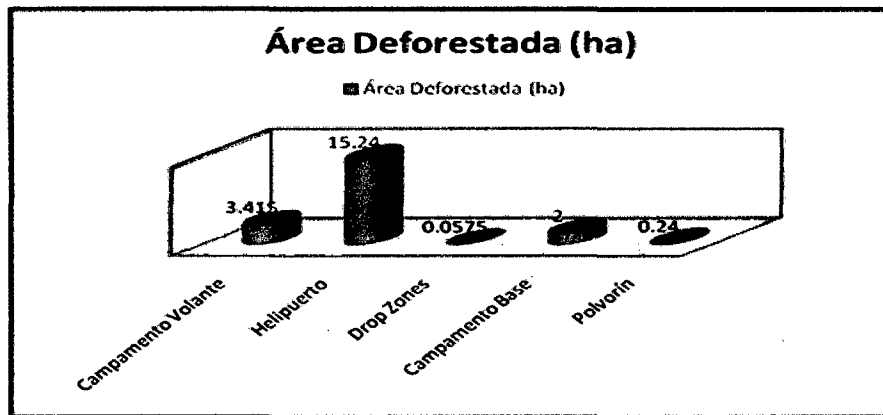 Área Deforestada (ha)
Área Deforestada (ha)
3.415
15.24
0.0575
2
0.24
Campamento Volante
Helipuerto
Drop Zones
Campamento Base
Polvorín